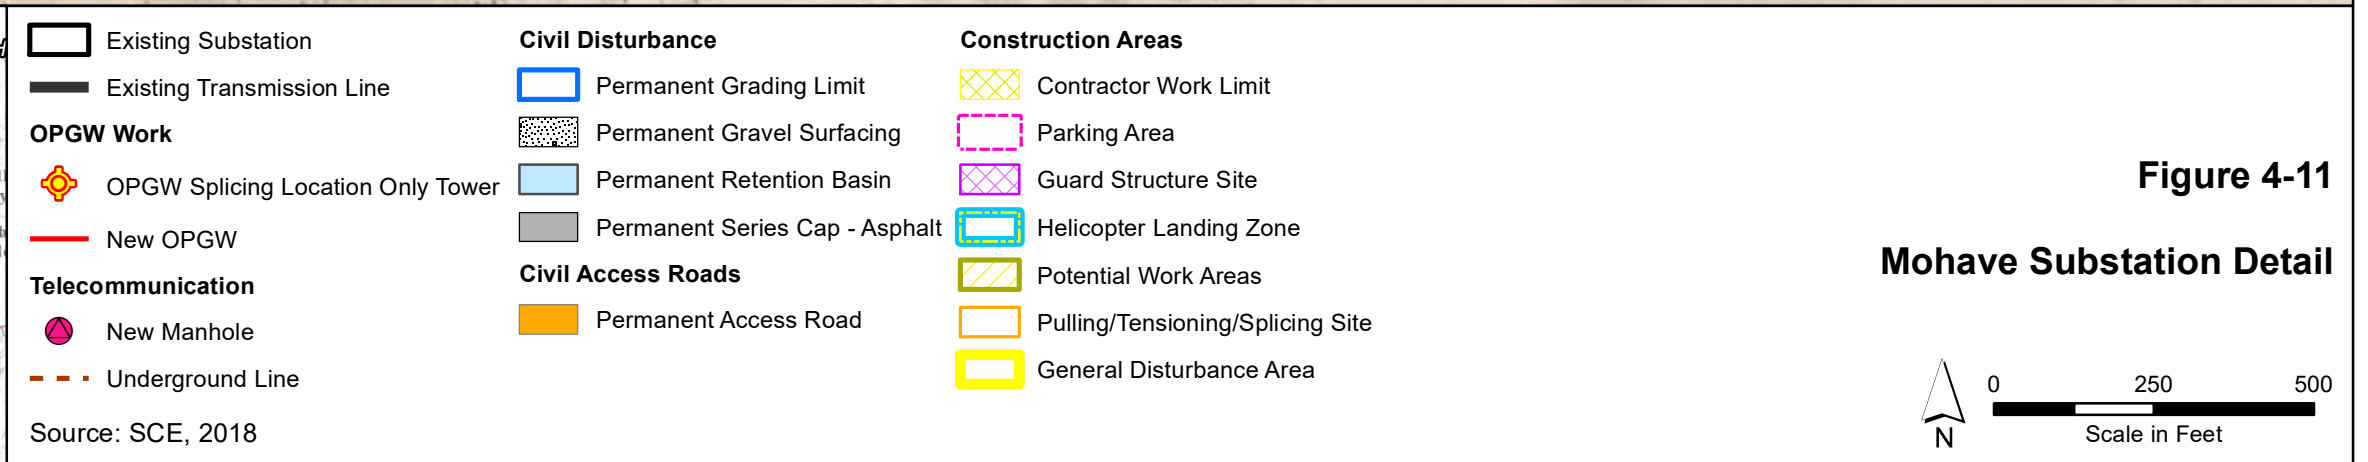 Existing Substation
Existing Transmission Line
OPGW Work
OPGW Splicing Location Only Tower
New OPGW
Telecommunication
New Manhole
Underground Line
Source: SCE, 2018
Civil Disturbance
Permanent Grading Limit
Permanent Gravel Surfacing
Permanent Retention Basin
Permanent Series Cap - Asphalt
Civil Access Roads
Permanent Access Road
Construction Areas
Contractor Work Limit
Parking Area
Guard Structure Site
Helicopter Landing Zone
Potential Work Areas
Pulling/Tensioning/Splicing Site
General Disturbance Area
Figure 4-11
Mohave Substation Detail
N
0 250 500
Scale in Feet